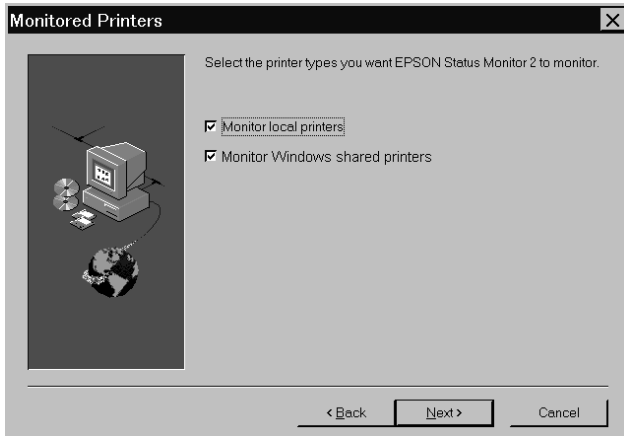 Monitored Printers
Select the printer types you want EPSON Status Monitor 2 to monitor.
Monitor local printers
Monitor Windows shared printers
< Back Next > Cancel